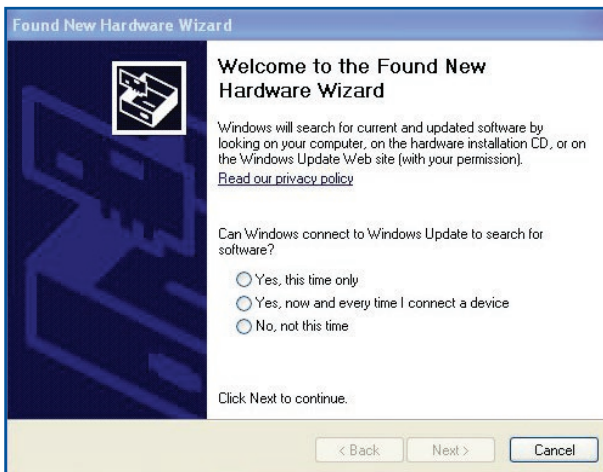 Found New Hardware Wizard
Welcome to the Found New
Hardware Wizard
Windows will search for current and updated software by
looking on your computer, on the hardware installation CD, or on
the Windows Update Web site (with your permission).
Read our privacy policy
Can Windows connect to Windows Update to search for
software?
Yes, this time only
Yes, now and every time I connect a device
No, not this time
Click Next to continue.
< Back
Next >
Cancel